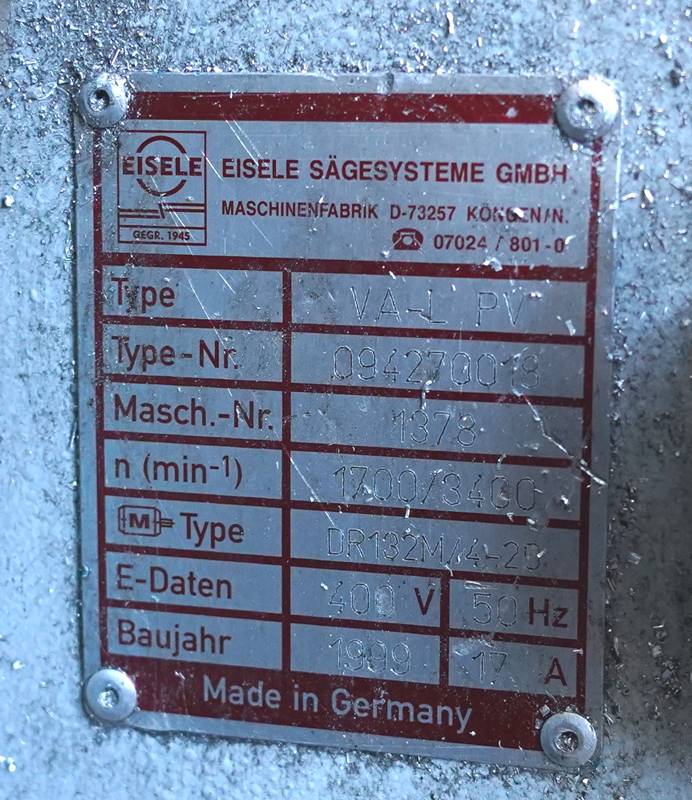 EISELE
GEGR. 1945
EISELE SÄGESYSTEME GMBH
MASCHINENFABRIK D-73257 KÖNGEN/N.
☎ 07024 / 801-0
Type VA-L PV
Type-Nr. 094270018
Masch.-Nr. 1378
n (min-1) 1700/3400
M Type DR132M/4-2S
E-Daten 400 V 50 Hz
Baujahr 1999 17 A
Made in Germany